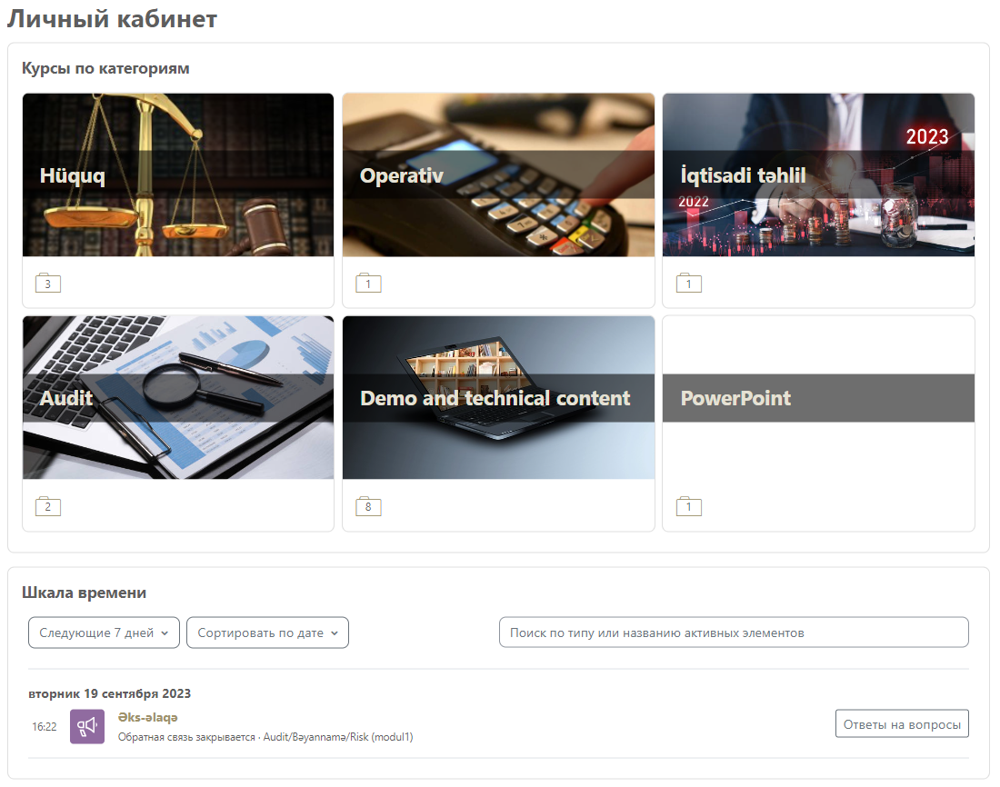 Личный кабинет
Курсы по категориям
Hüquq
Operativ
2023
İqtisadi təhlil
2022
3
1
1
Audit
Demo and technical content
PowerPoint
2
8
1
Шкала времени
Следующие 7 дней
Сортировать по дате
Поиск по типу или названию активных элементов
вторник 19 сентября 2023
16:22
Əks-əlaqə
Обратная связь закрывается · Audit/Bəyannamə/Risk (modul1)
Ответы на вопросы